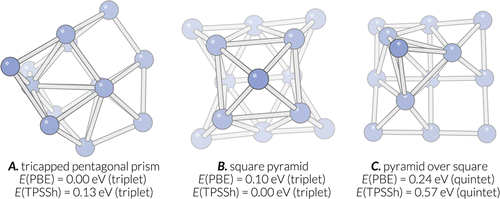 A. tricapped pentagonal prism
E(PBE) = 0.00 eV (triplet)
E(TPSSh) = 0.13 eV (triplet)
B. square pyramid
E(PBE) = 0.10 eV (triplet)
E(TPSSh) = 0.00 eV (triplet)
C. pyramid over square
E(PBE) = 0.24 eV (quintet)
E(TPSSh) = 0.57 eV (quintet)